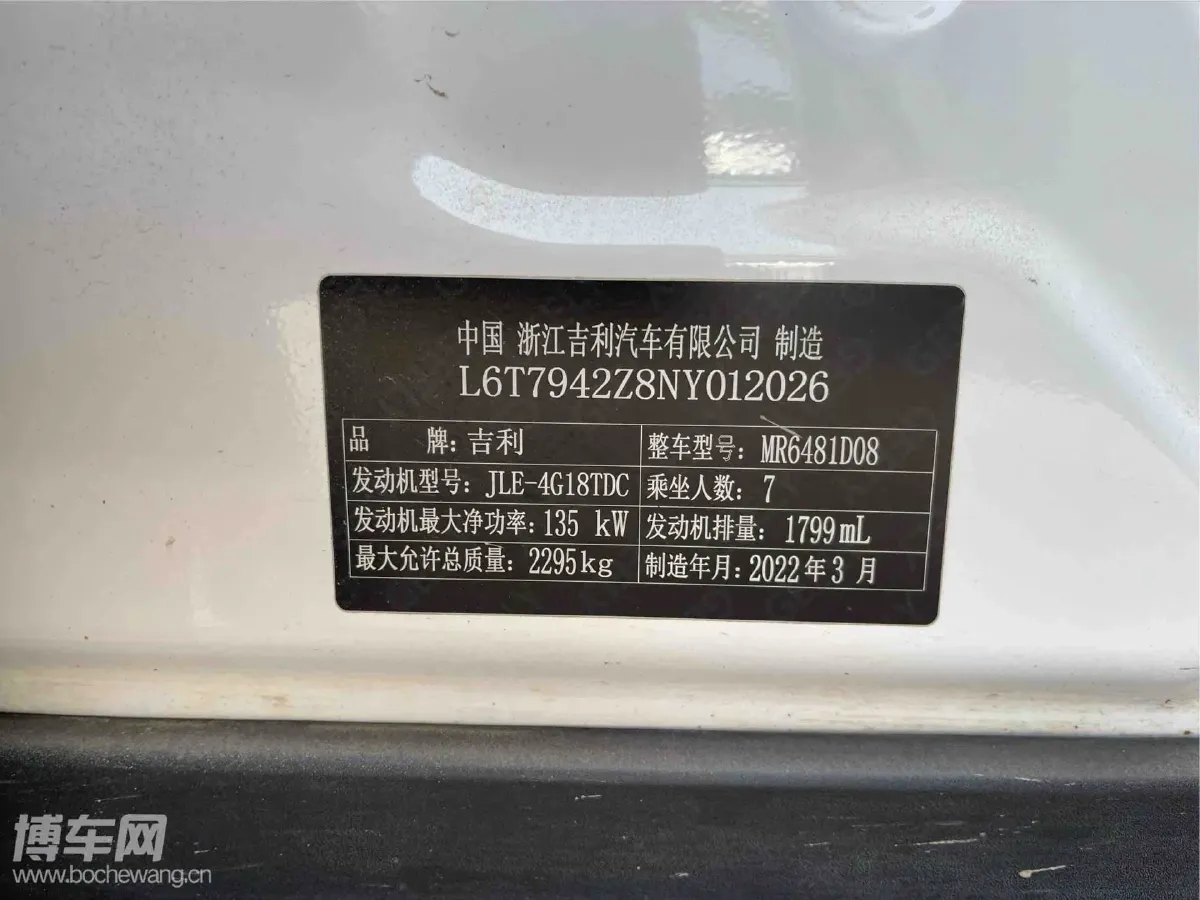 中国 浙江吉利汽车有限公司 制造
L6T7942Z8NY012026
品 牌: 吉利 整车型号: MR6481D08
发动机型号: JLE-4G18TDC 乘坐人数: 7
发动机最大净功率: 135 kW 发动机排量: 1799mL
最大允许总质量: 2295kg 制造年月: 2022年3月
博车网
www.bochewang.cn